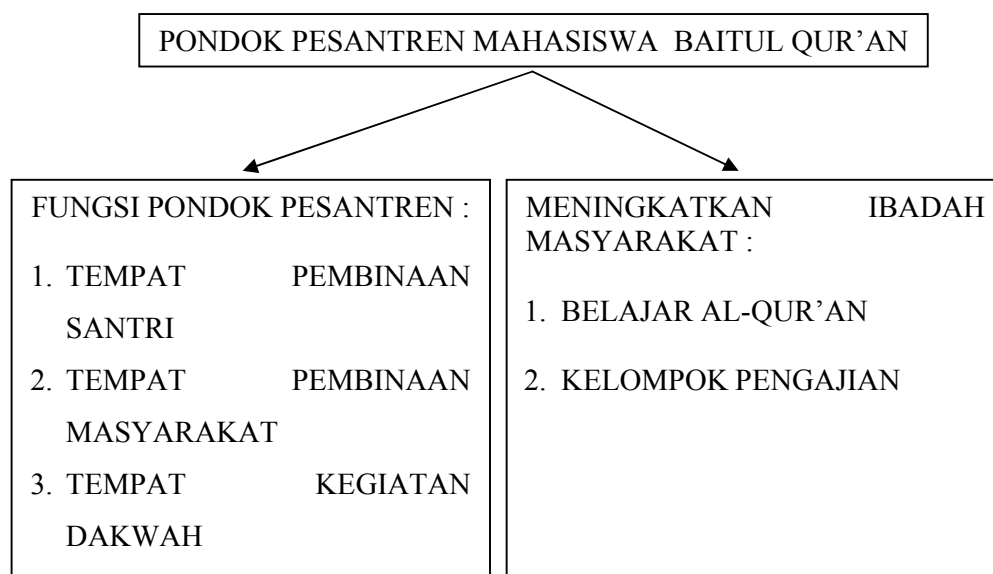 PONDOK PESANTREN MAHASISWA BAITUL QUR’AN
FUNGSI PONDOK PESANTREN :
1. TEMPAT PEMBINAAN
SANTRI
2. TEMPAT PEMBINAAN
MASYARAKAT
3. TEMPAT KEGIATAN
DAKWAH
MENINGKATKAN IBADAH
MASYARAKAT :
1. BELAJAR AL-QUR’AN
2. KELOMPOK PENGAJIAN